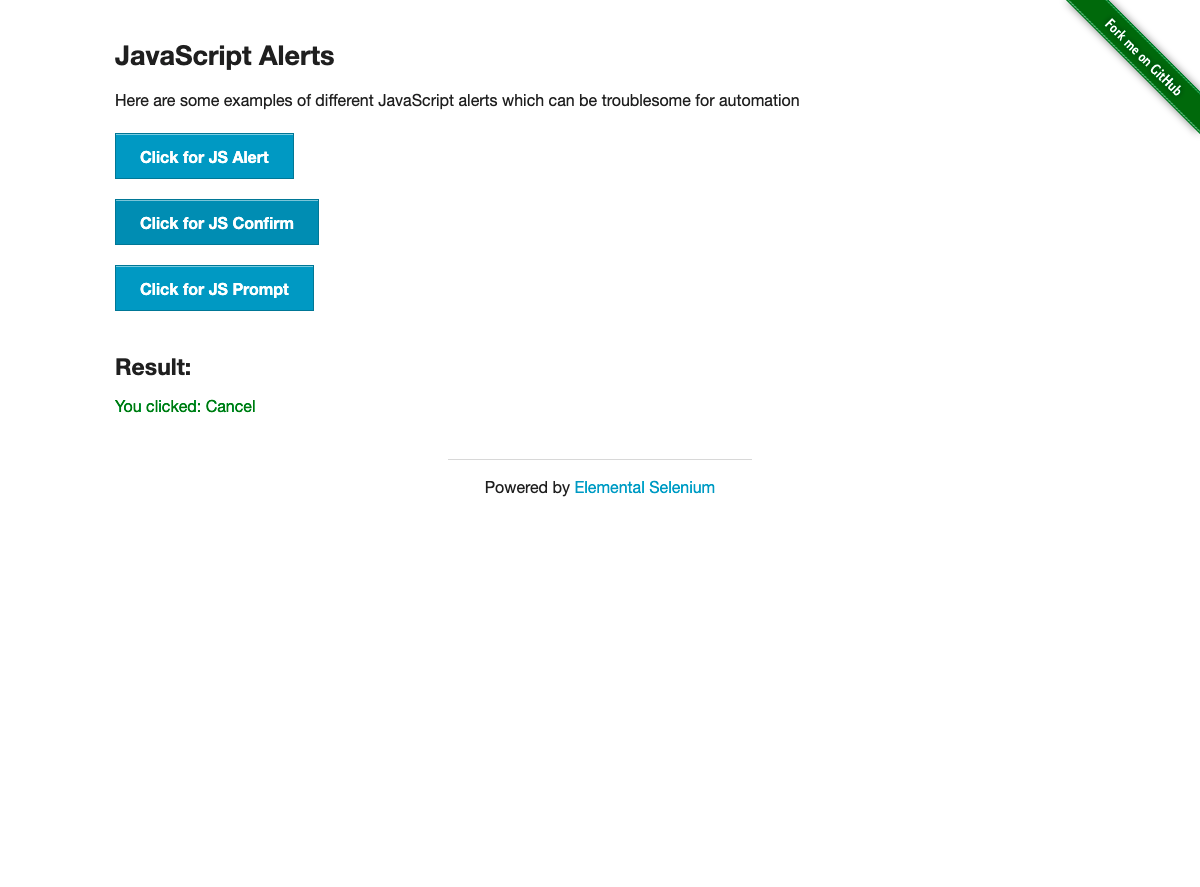 Fork me on GitHub
JavaScript Alerts
Here are some examples of different JavaScript alerts which can be troublesome for automation
Click for JS Alert
Click for JS Confirm
Click for JS Prompt
Result:
You clicked: Cancel
Powered by Elemental Selenium